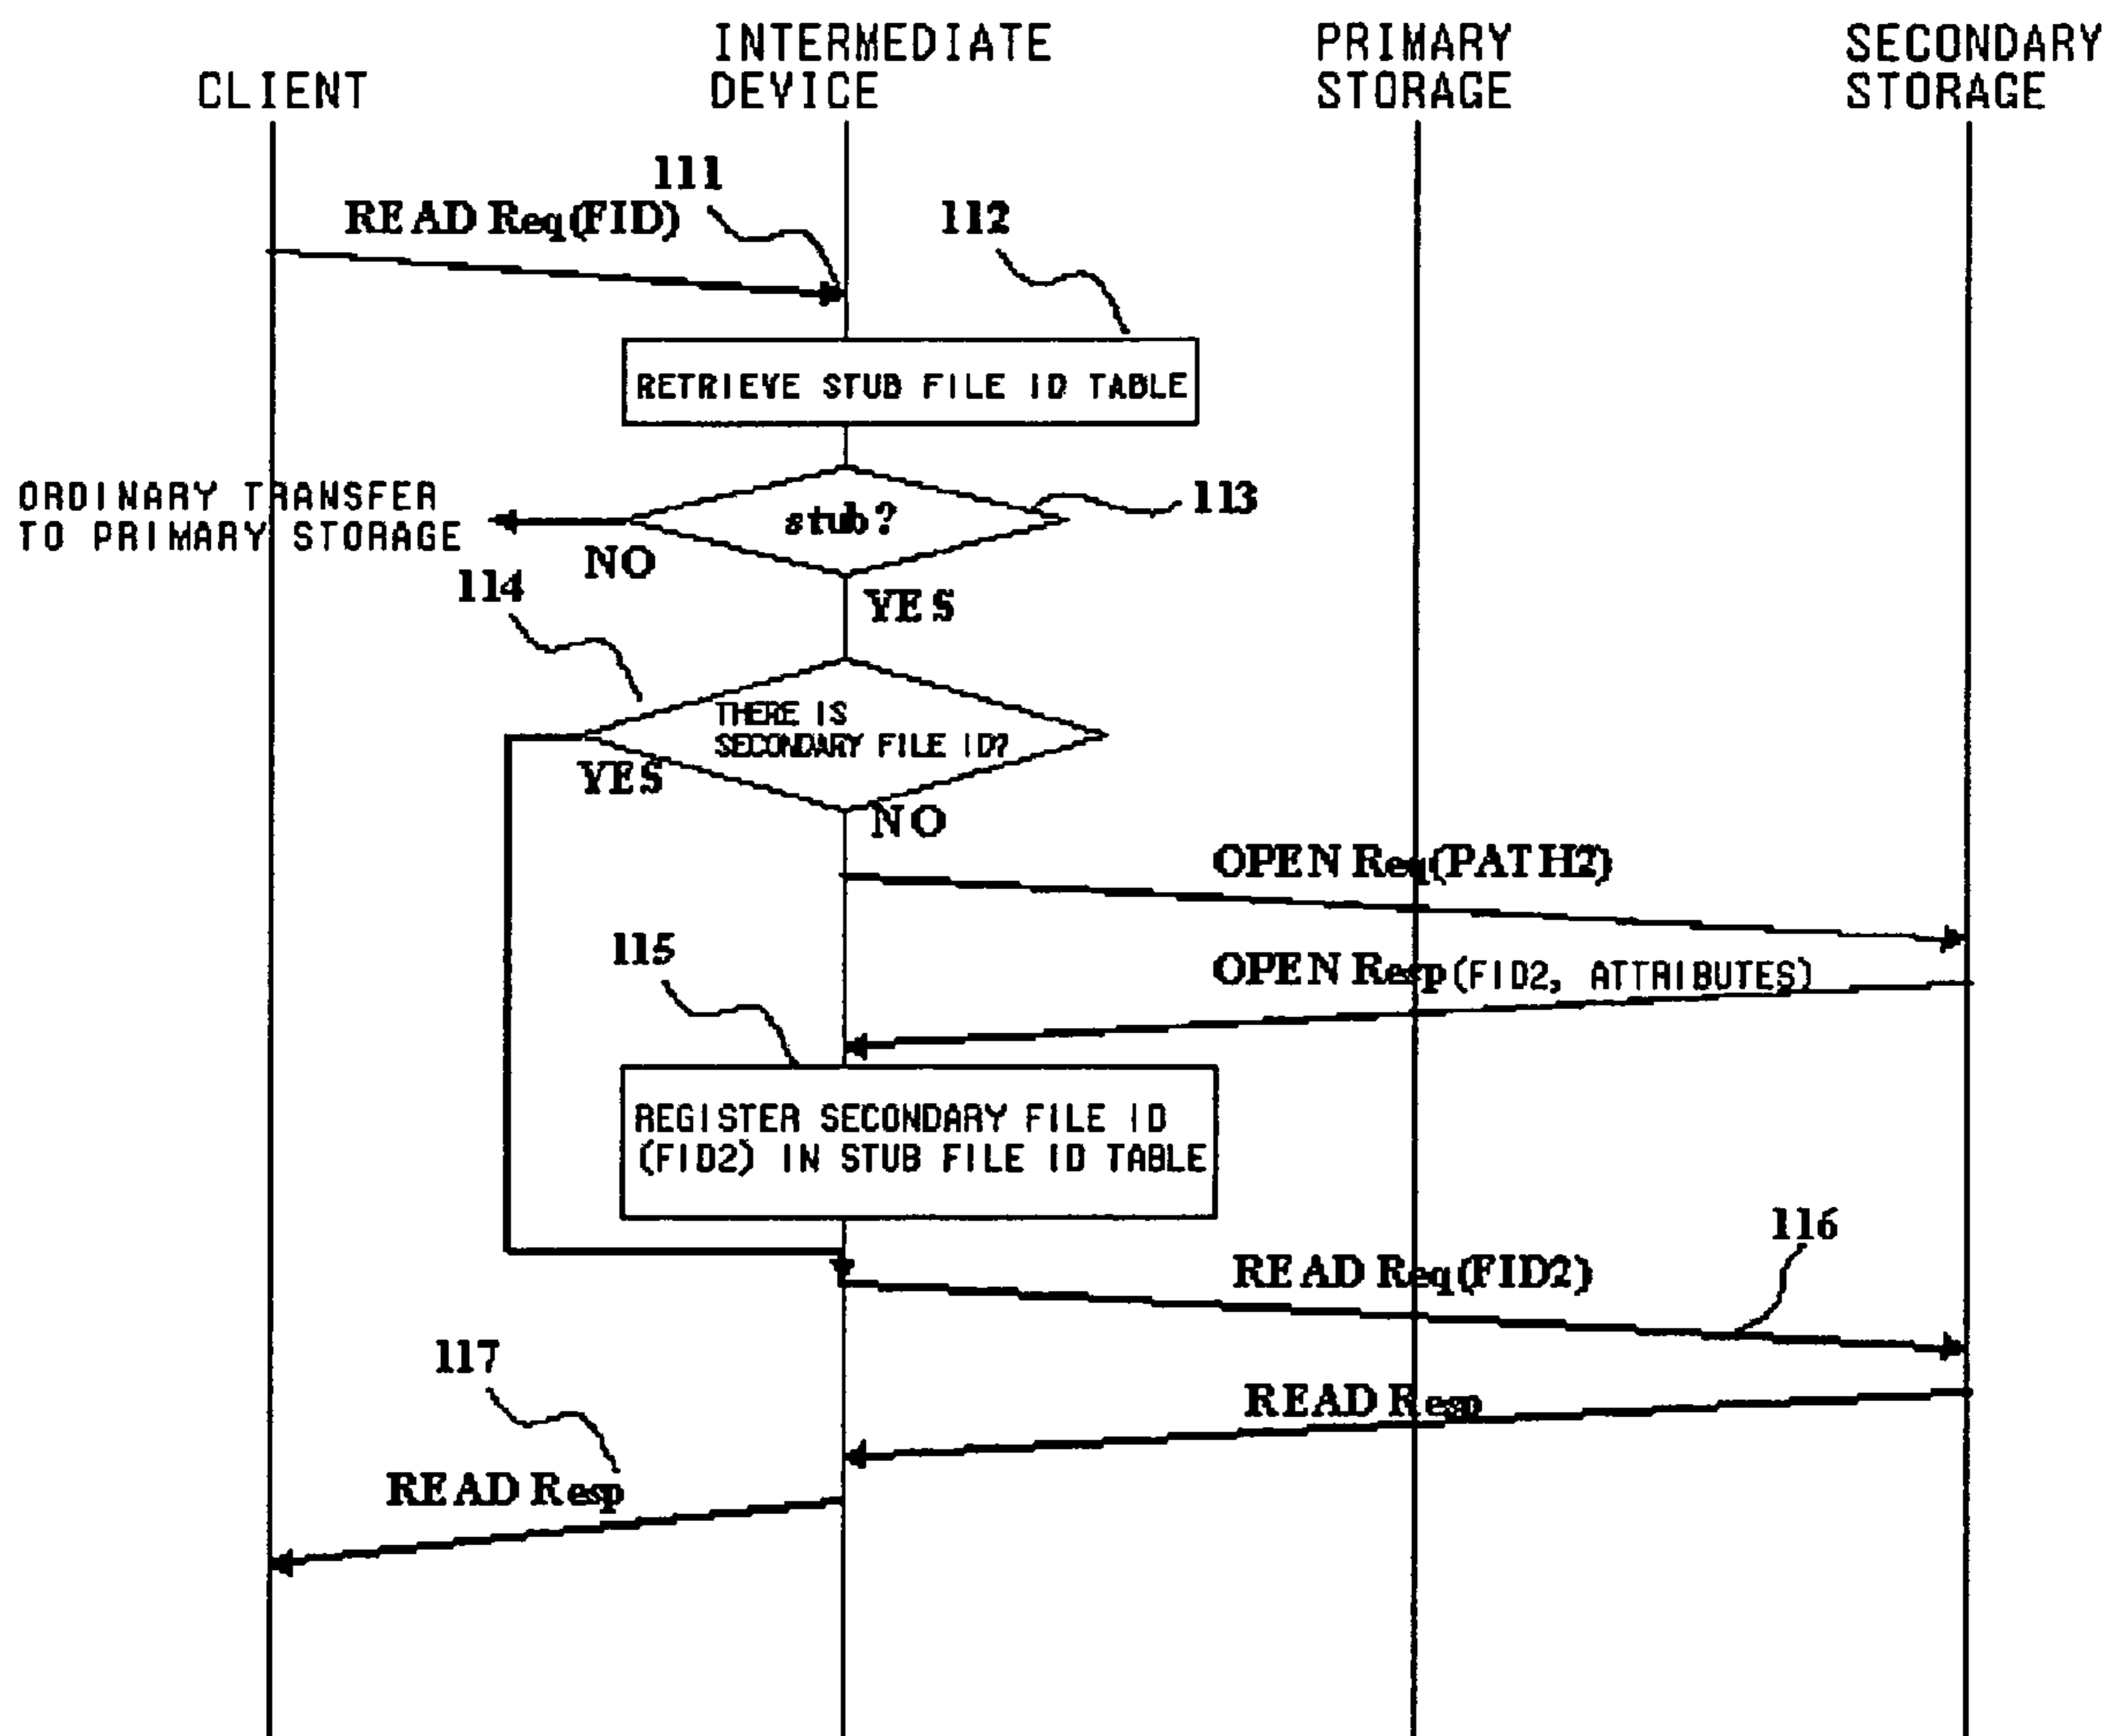 CLIENT
INTERMEDIATE
DEVICE
PRIMARY
STORAGE
SECONDARY
STORAGE
111
READ Req(FID)
112
RETRIEVE STUB FILE ID TABLE
ORDINARY TRANSFER
TO PRIMARY STORAGE
stub?
113
NO
YES
114
THERE IS
SECONDARY FILE ID?
YES
NO
OPEN Req(PATH2)
115
OPEN Resp(FID2, ATTRIBUTES)
REGISTER SECONDARY FILE ID
(FID2) IN STUB FILE ID TABLE
116
READ Req(FID2)
117
READ Resp
READ Resp